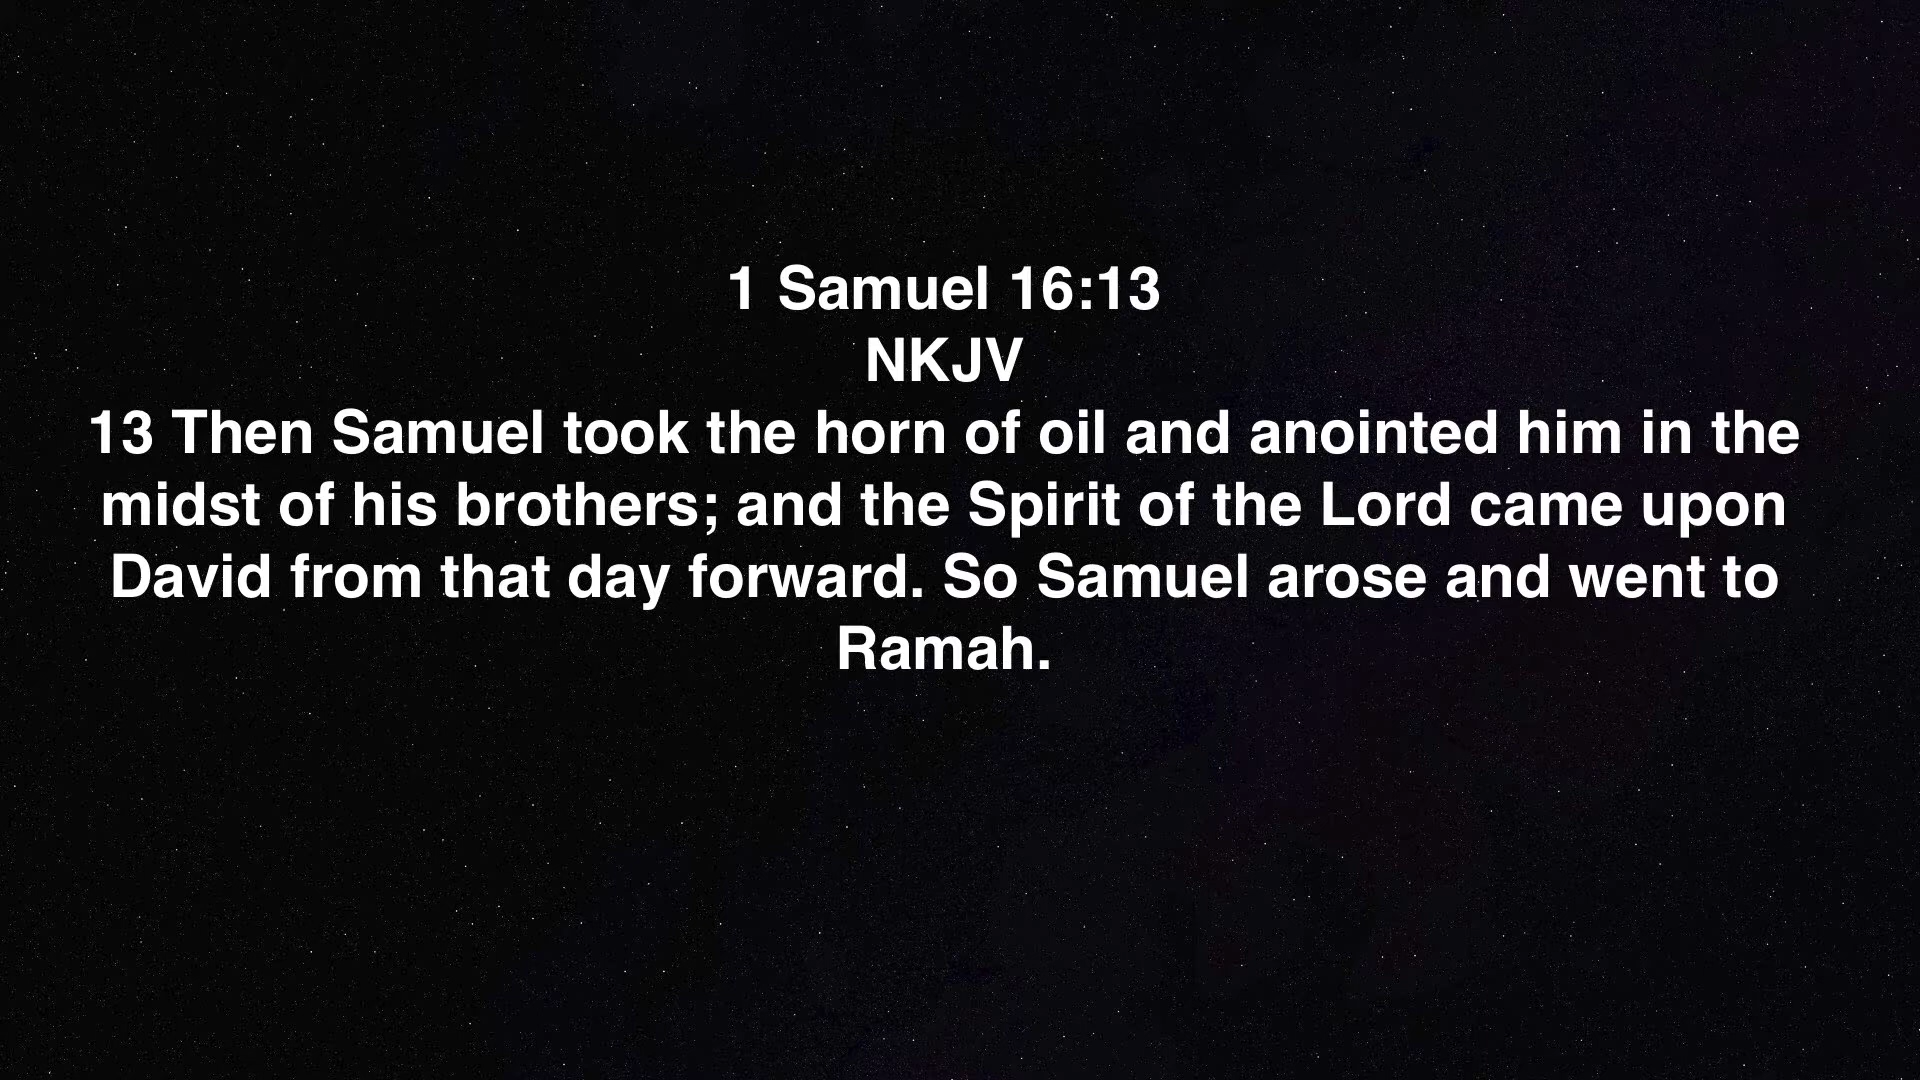 1 Samuel 16:13
NKJV
13 Then Samuel took the horn of oil and anointed him in the
midst of his brothers; and the Spirit of the Lord came upon
David from that day forward. So Samuel arose and went to
Ramah.